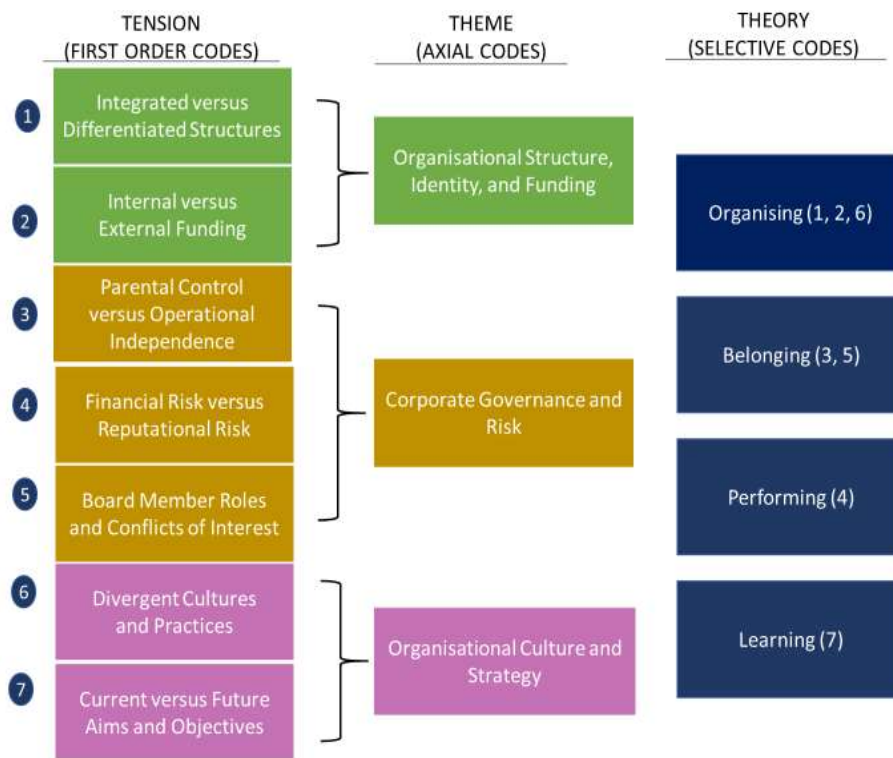 TENSION
(FIRST ORDER CODES)
THEME
(AXIAL CODES)
THEORY
(SELECTIVE CODES)
1
Integrated versus
Differentiated Structures
2
Internal versus
External Funding
3
Parental Control
versus Operational
Independence
4
Financial Risk versus
Reputational Risk
5
Board Member Roles
and Conflicts of Interest
6
Divergent Cultures
and Practices
7
Current versus Future
Aims and Objectives
Organisational Structure,
Identity, and Funding
Corporate Governance and
Risk
Organisational Culture and
Strategy
Organising (1, 2, 6)
Belonging (3, 5)
Performing (4)
Learning (7)